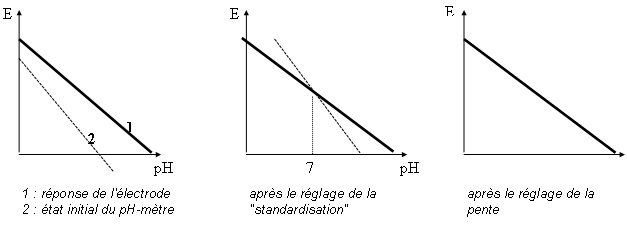 E
1
2
pH
1 : réponse de l'électrode
2 : état initial du pH-mètre
E
7
pH
après le réglage de la
"standardisation"
E
pH
après le réglage de la
pente